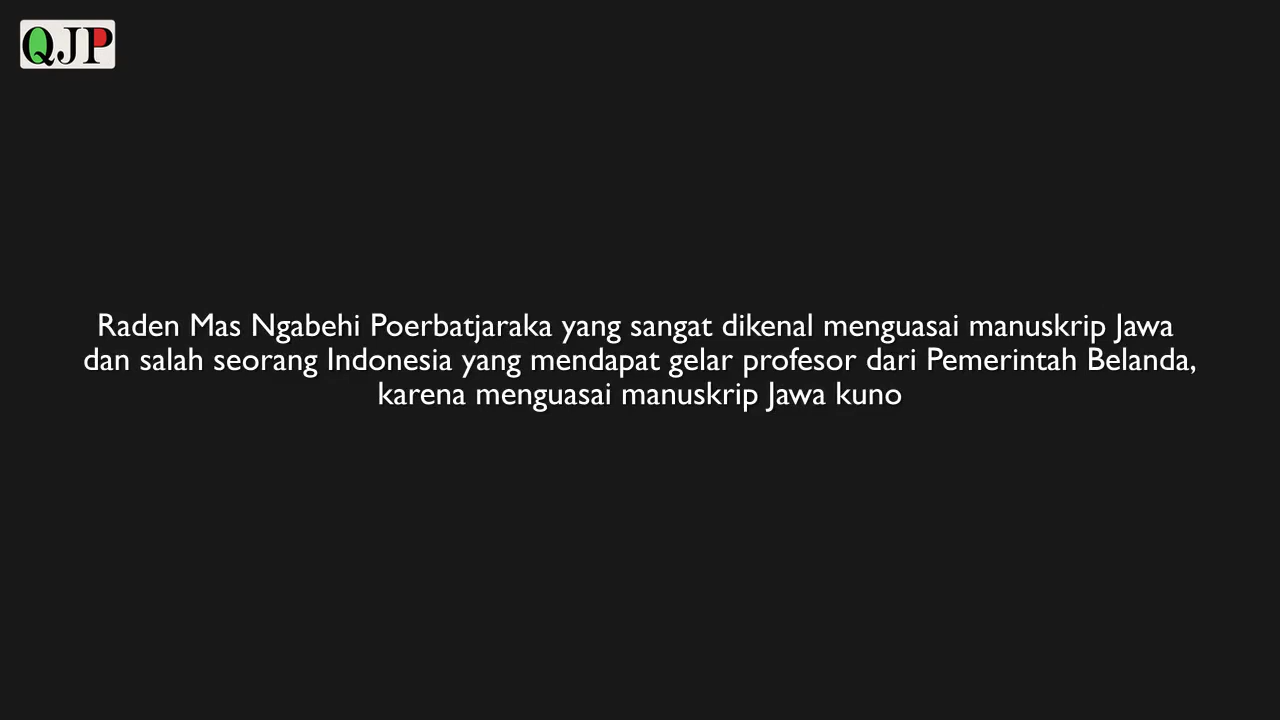 QJP
Raden Mas Ngabehi Poerbatjaraka yang sangat dikenal menguasai manuskrip Jawa
dan salah seorang Indonesia yang mendapat gelar profesor dari Pemerintah Belanda,
karena menguasai manuskrip Jawa kuno